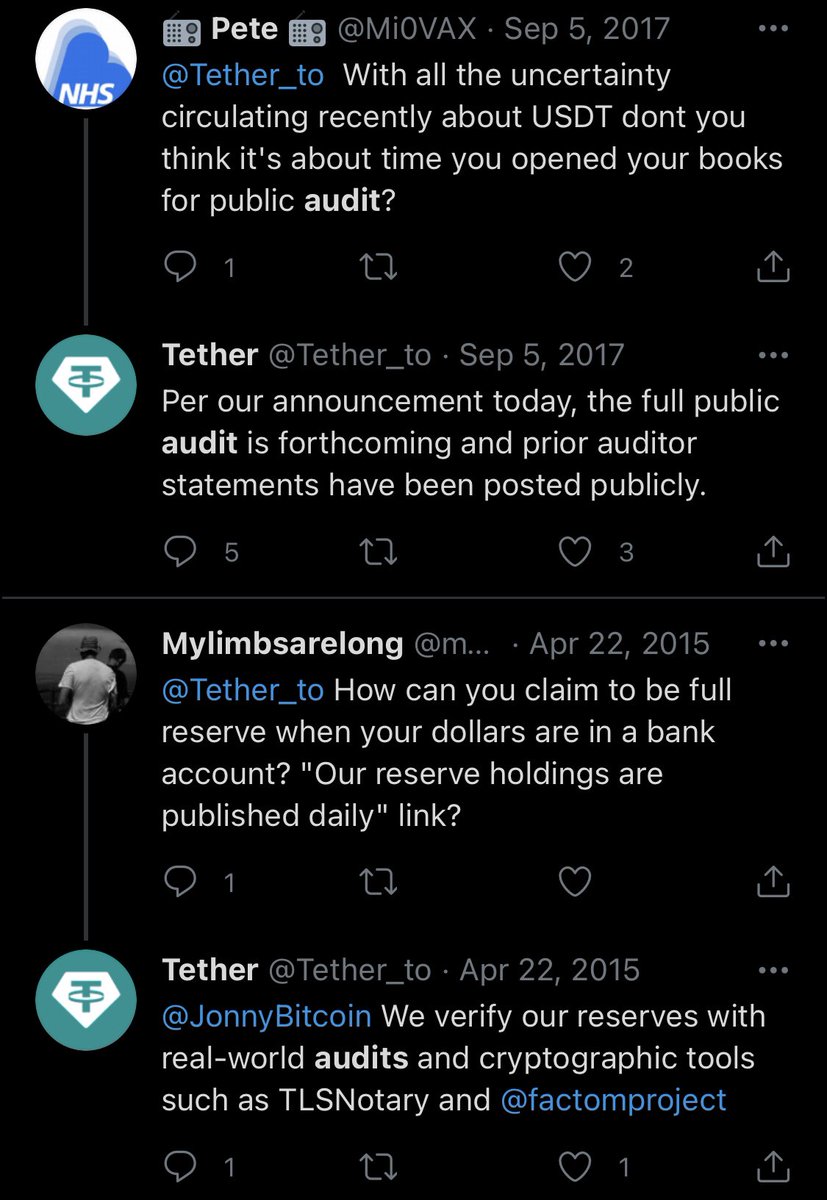 📻 Pete 📻 @Mi0VAX · Sep 5, 2017 ···
NHS
@Tether_to With all the uncertainty
circulating recently about USDT dont you
think it's about time you opened your books
for public audit?
1 2
Tether @Tether_to · Sep 5, 2017 ···
Per our announcement today, the full public
audit is forthcoming and prior auditor
statements have been posted publicly.
5 3
Mylimbsarelong @m... · Apr 22, 2015 ···
@Tether_to How can you claim to be full
reserve when your dollars are in a bank
account? "Our reserve holdings are
published daily" link?
1
Tether @Tether_to · Apr 22, 2015 ···
@JonnyBitcoin We verify our reserves with
real-world audits and cryptographic tools
such as TLSNotary and @factomproject
1 1